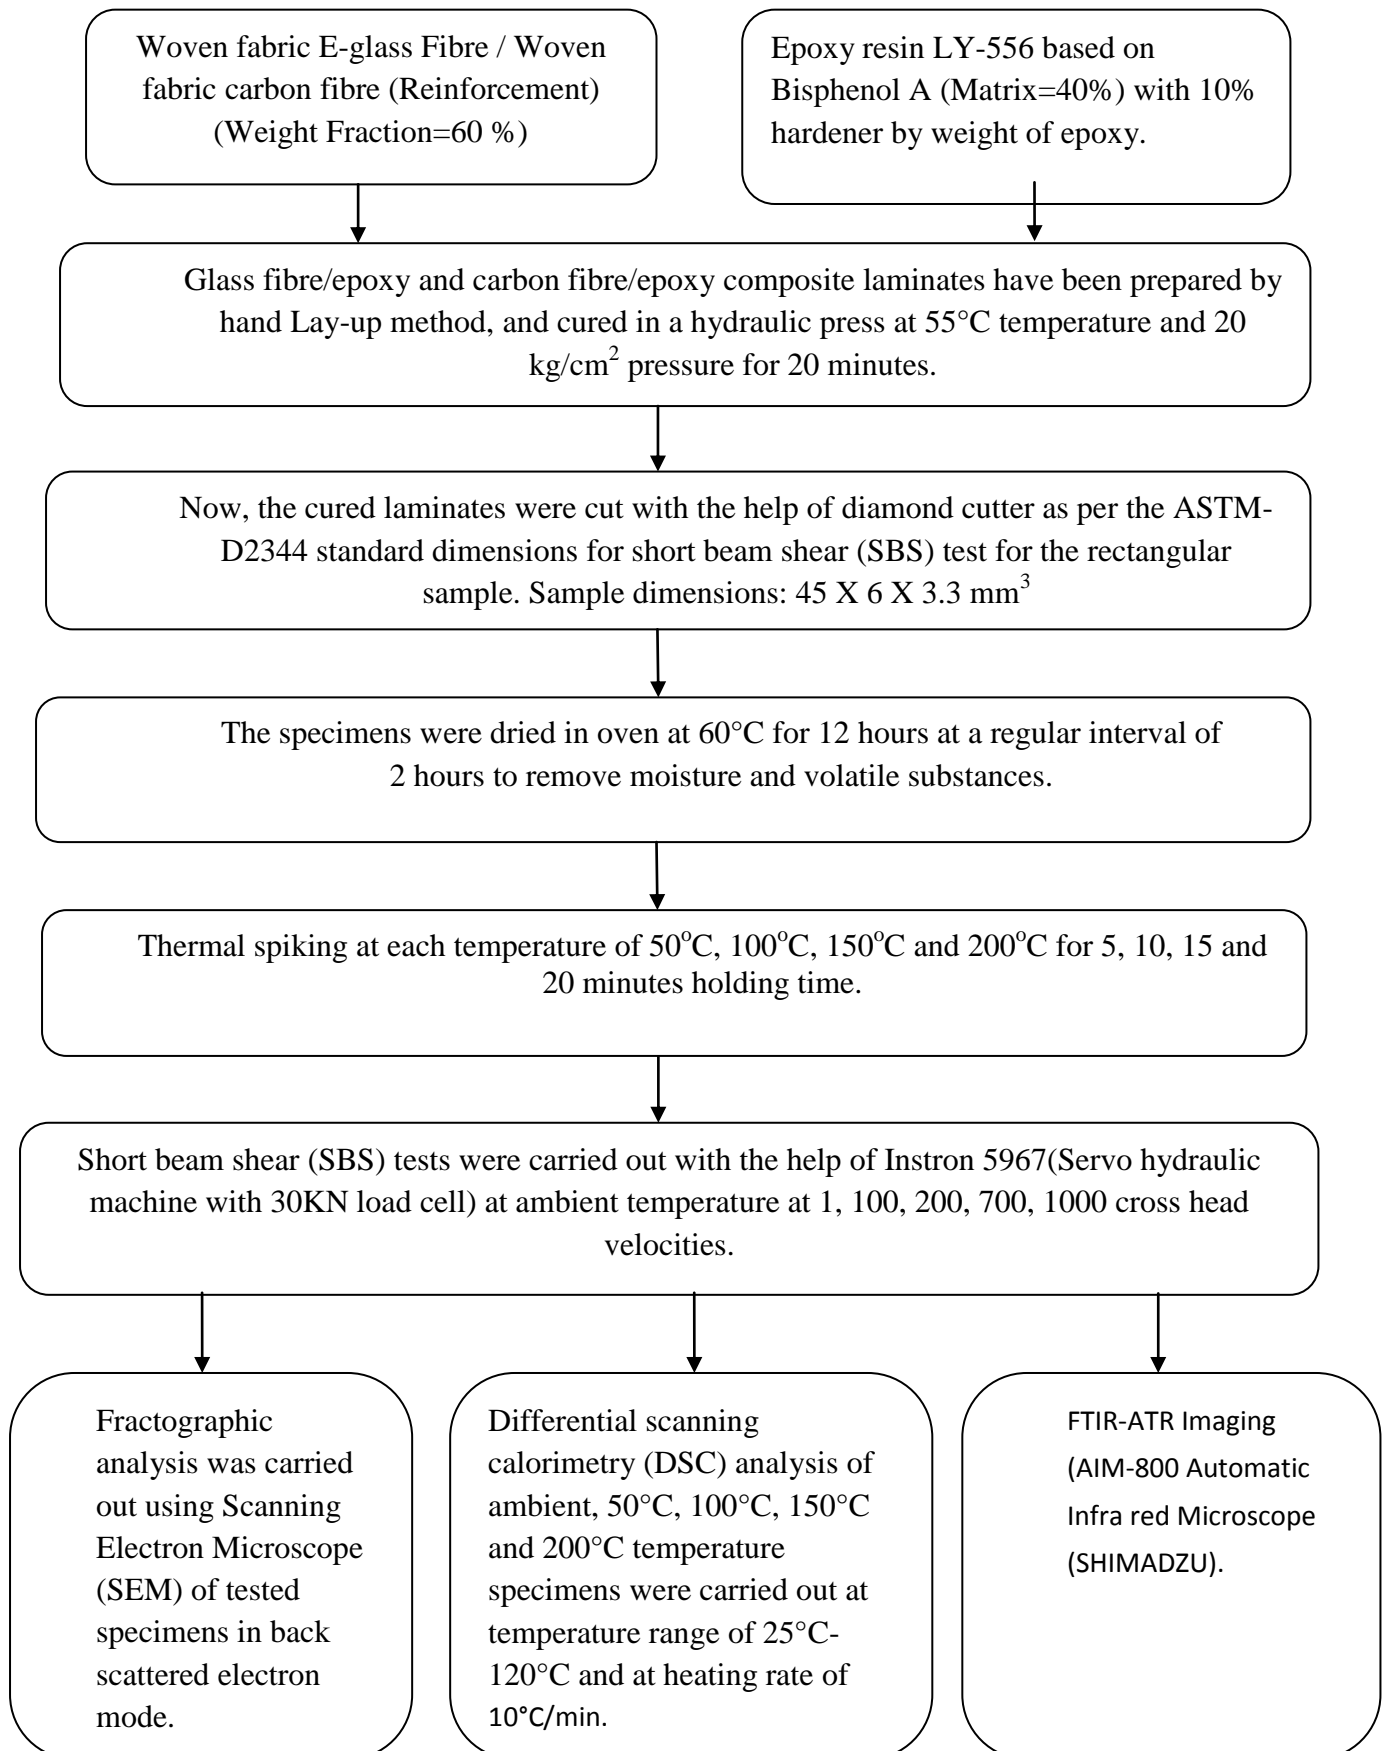 Woven fabric E-glass Fibre / Woven
fabric carbon fibre (Reinforcement)
(Weight Fraction=60 %)
Epoxy resin LY-556 based on
Bisphenol A (Matrix=40%) with 10%
hardener by weight of epoxy.
Glass fibre/epoxy and carbon fibre/epoxy composite laminates have been prepared by
hand Lay-up method, and cured in a hydraulic press at 55°C temperature and 20
kg/cm² pressure for 20 minutes.
Now, the cured laminates were cut with the help of diamond cutter as per the ASTM-
D2344 standard dimensions for short beam shear (SBS) test for the rectangular
sample. Sample dimensions: 45 X 6 X 3.3 mm³
The specimens were dried in oven at 60°C for 12 hours at a regular interval of
2 hours to remove moisture and volatile substances.
Thermal spiking at each temperature of 50°C, 100°C, 150°C and 200°C for 5, 10, 15 and
20 minutes holding time.
Short beam shear (SBS) tests were carried out with the help of Instron 5967(Servo hydraulic
machine with 30KN load cell) at ambient temperature at 1, 100, 200, 700, 1000 cross head
velocities.
Fractographic
analysis was carried
out using Scanning
Electron Microscope
(SEM) of tested
specimens in back
scattered electron
mode.
Differential scanning
calorimetry (DSC) analysis of
ambient, 50°C, 100°C, 150°C
and 200°C temperature
specimens were carried out at
temperature range of 25°C-
120°C and at heating rate of
10°C/min.
FTIR-ATR Imaging
(AIM-800 Automatic
Infra red Microscope
(SHIMADZU).